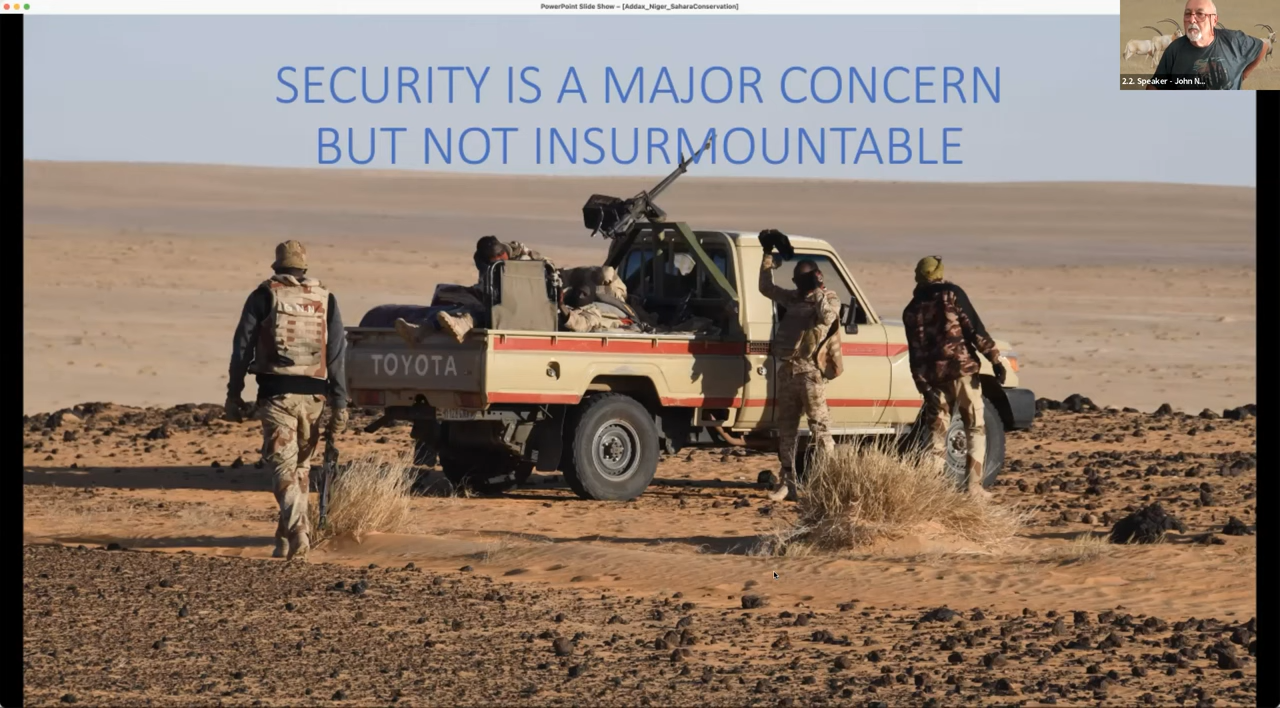 PowerPoint Slide Show – [Addax_Niger_SaharaConservation]
SECURITY IS A MAJOR CONCERN
BUT NOT INSURMOUNTABLE
2.2. Speaker - John N...
TOYOTA